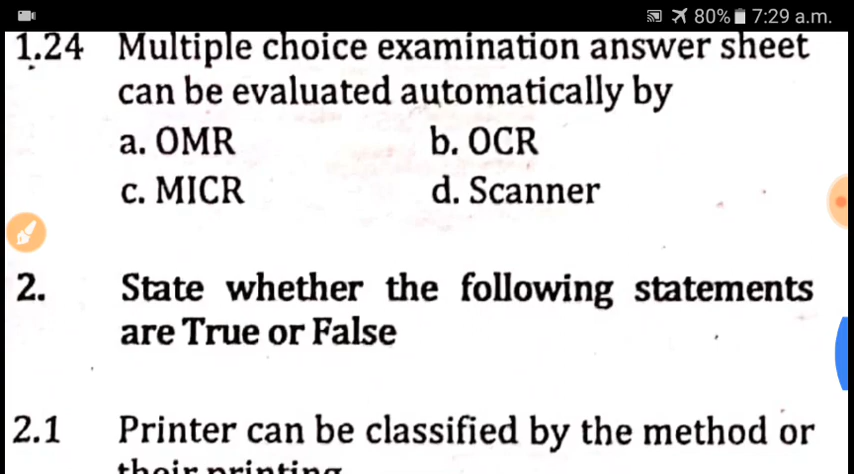 80% 7:29 a.m.
1.24 Multiple choice examination answer sheet
can be evaluated automatically by
a. OMR b. OCR
c. MICR d. Scanner
2. State whether the following statements
are True or False
2.1 Printer can be classified by the method or
their printing